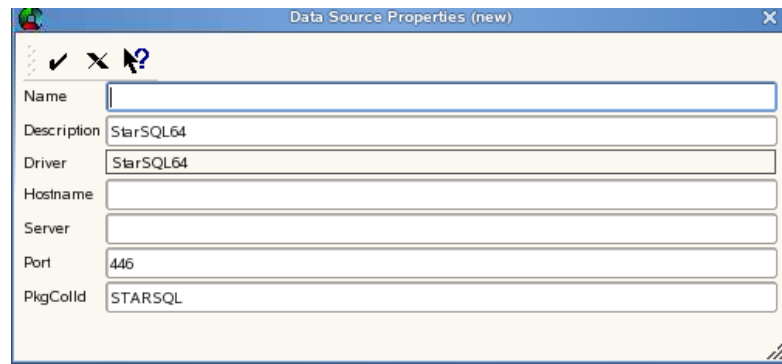 Data Source Properties (new)
Name
Description StarSQL64
Driver StarSQL64
Hostname
Server
Port 446
PkgColId STARSQL